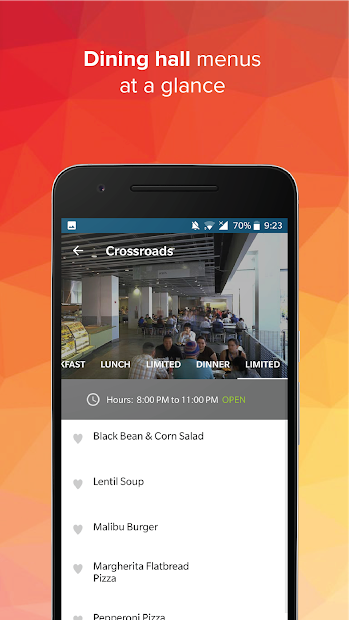 Dining hall menus
at a glance
70% 9:23
Crossroads
KFAST LUNCH LIMITED DINNER LIMITED
Hours: 8:00 PM to 11:00 PM OPEN
Black Bean & Corn Salad
Lentil Soup
Malibu Burger
Margherita Flatbread
Pizza
Pepperoni Pizza